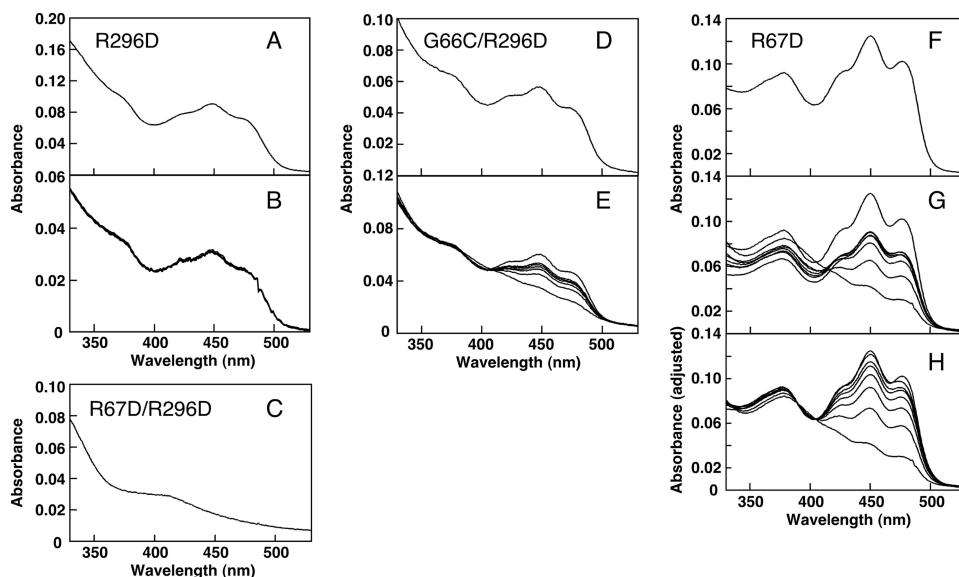 R296D
A
0.20
0.16
0.12
0.08
0.04
0.06
Absorbance
B
0.04
0.02
0
Absorbance
350 400 450 500
Wavelength (nm)
R67D/R296D
C
0.10
0.08
0.06
0.04
0.02
0
Absorbance
350 400 450 500
Wavelength (nm)
G66C/R296D
D
0.10
0.08
0.06
0.04
0.02
0.12
Absorbance
E
0.08
0.04
0
Absorbance
350 400 450 500
Wavelength (nm)
R67D
F
0.14
0.10
0.06
0.02
0.14
Absorbance
G
0.10
0.06
0.02
0.14
Absorbance
H
0.10
0.06
0.02
0
Absorbance (adjusted)
350 400 450 500
Wavelength (nm)